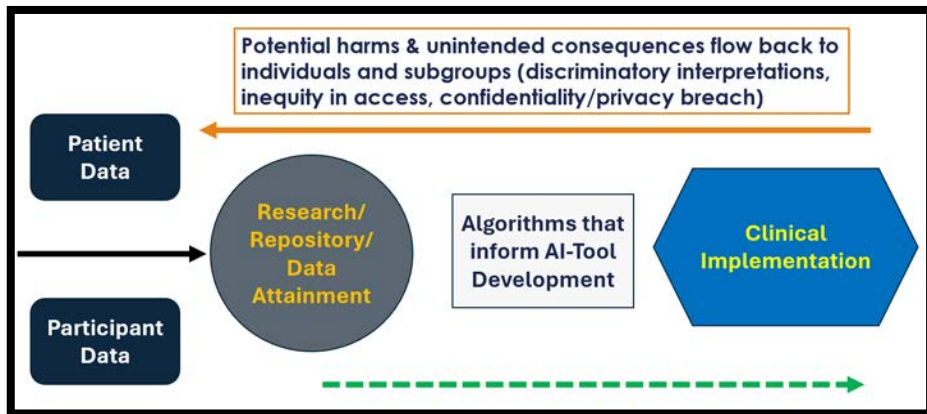 Potential harms & unintended consequences flow back to
individuals and subgroups (discriminatory interpretations,
inequity in access, confidentiality/privacy breach)
Patient
Data
Research/
Repository/
Data
Attainment
Algorithms that
inform AI-Tool
Development
Clinical
Implementation
Participant
Data